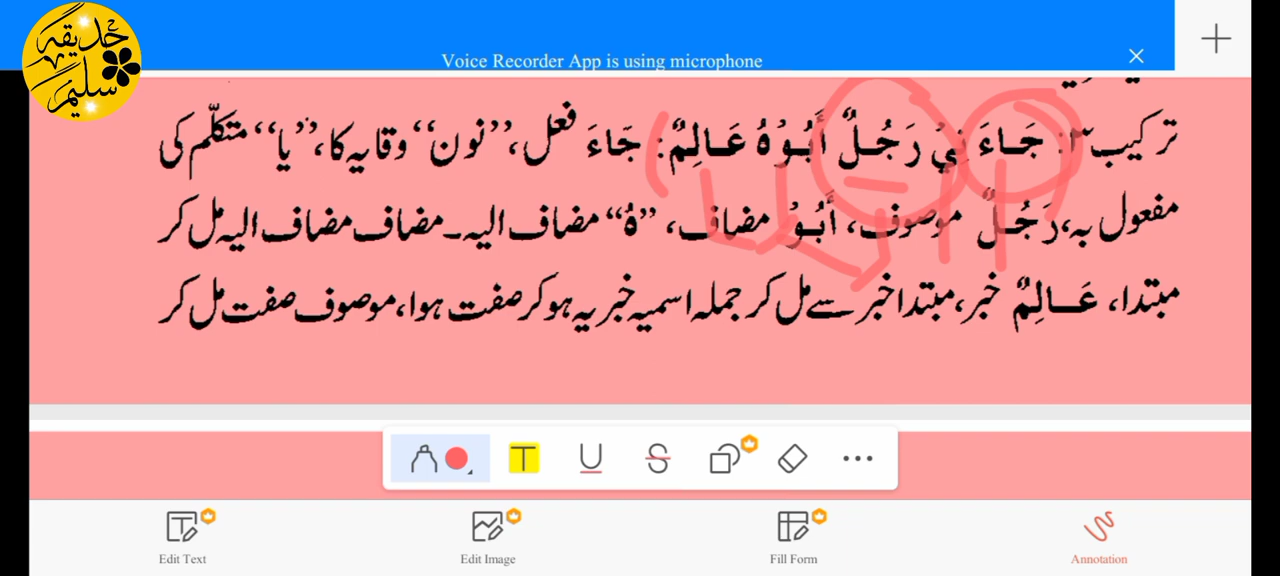 حدیقہ
سلیم
Voice Recorder App is using microphone
ترکیب ۳: جَاءَ نِيْ رَجُلٌ أَبُوْهُ عَالِمٌ: جَاءَ فعل، ”نون“ وقایہ کا، ”یا“ متکلّم کی
مفعول بہ، رَجُلٌ موصوف، أَبُوْ مضاف، ”هُ“ مضاف الیہ۔ مضاف مضاف الیہ مل کر
مبتدا، عَالِمٌ خبر، مبتدا خبر سے مل کر جملہ اسمیہ خبریہ ہو کر صفت ہوا، موصوف صفت مل کر
Edit Text
Edit Image
Fill Form
Annotation